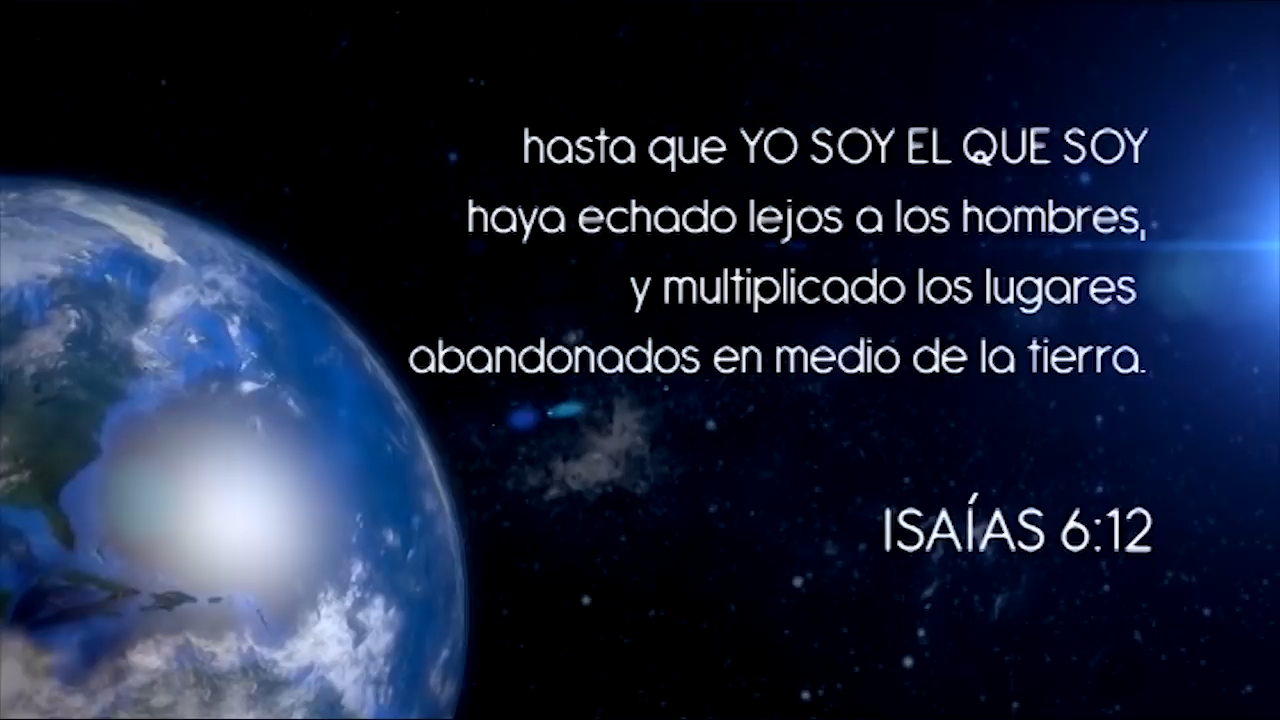 hasta que YO SOY EL QUE SOY
haya echado lejos a los hombres,
y multiplicado los lugares
abandonados en medio de la tierra.
ISAÍAS 6:12